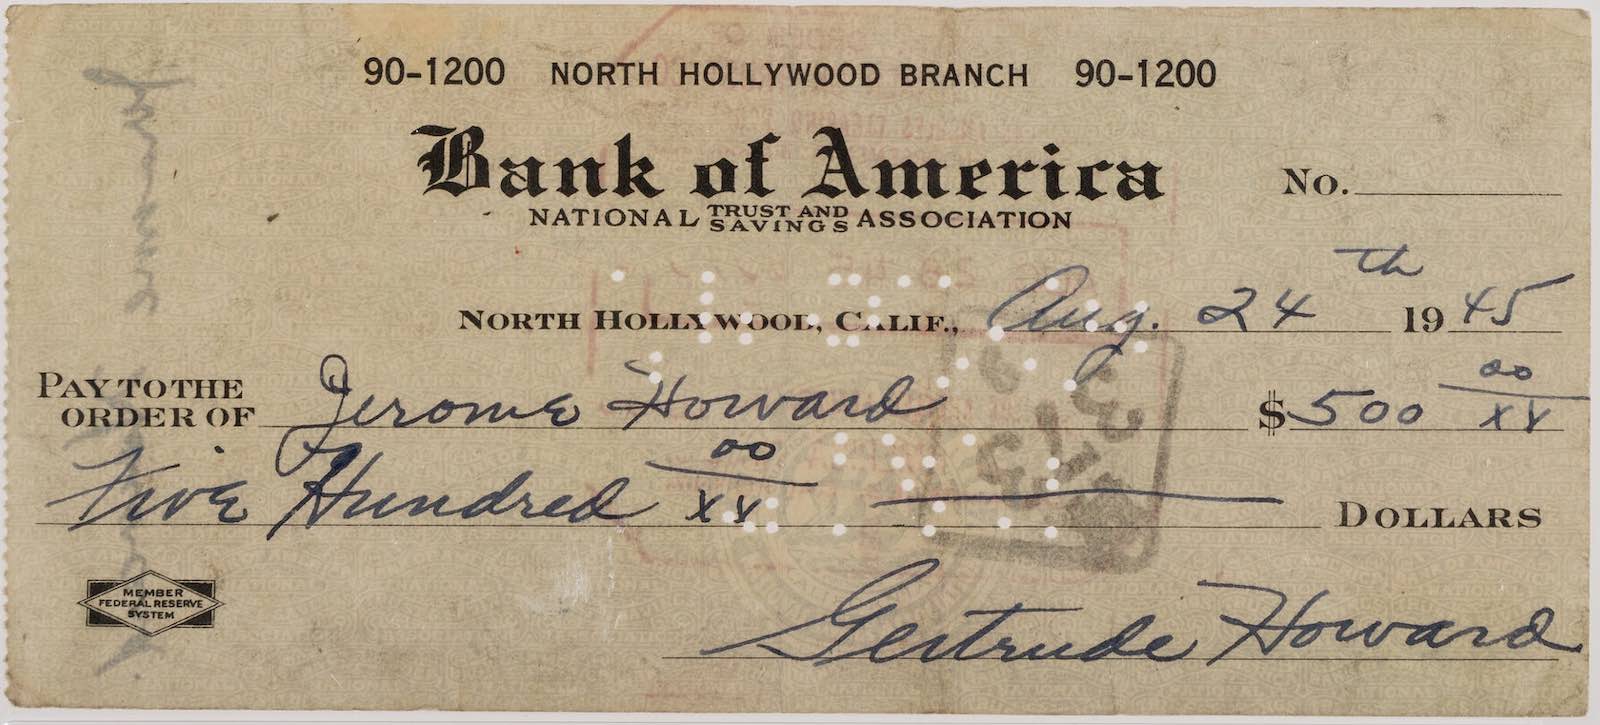 90-1200 NORTH HOLLYWOOD BRANCH 90-1200
Bank of America
NATIONAL TRUST AND SAVINGS ASSOCIATION
No.
NORTH HOLLYWOOD, CALIF., Aug. 24th 1945
PAY TO THE ORDER OF Jerome Howard $500 00/XX
Five Hundred 00/XX DOLLARS
MEMBER
FEDERAL RESERVE
SYSTEM
Gertrude Howard